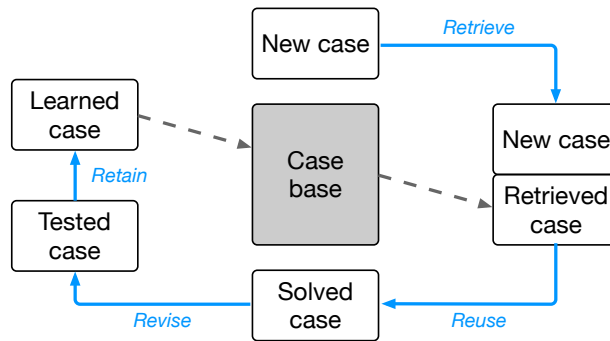 New case
Retrieve
Learned
case
New case
Case
base
Retain
Retrieved
case
Tested
case
Solved
case
Revise
Reuse